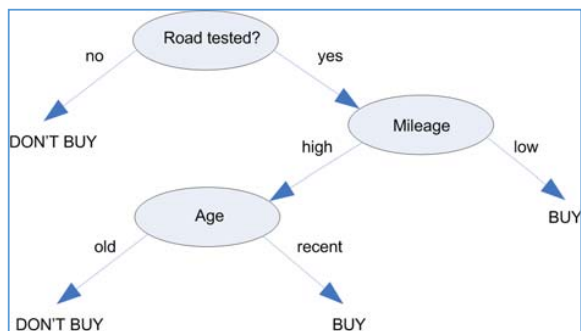 Road tested?
no
yes
DON'T BUY
Mileage
high
low
BUY
Age
old
recent
DON'T BUY
BUY